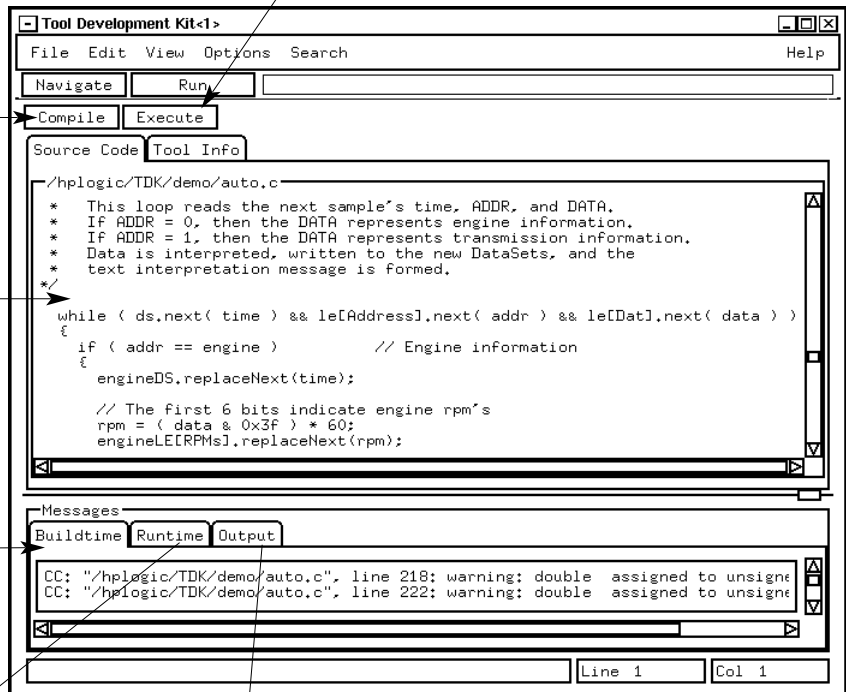 Tool Development Kit<1>
File Edit View Options Search Help
Navigate Run
Compile Execute
Source Code Tool Info
/hplogic/TDK/demo/auto.c
* This loop reads the next sample's time, ADDR, and DATA.
* If ADDR = 0, then the DATA represents engine information.
* If ADDR = 1, then the DATA represents transmission information.
* Data is interpreted, written to the new DataSets, and the
* text interpretation message is formed.
*/
while ( ds.next( time ) && le[Address].next( addr ) && le[Dat].next( data ) )
{
if ( addr == engine ) // Engine information
{
engineDS.replaceNext(time);
// The first 6 bits indicate engine rpm's
rpm = ( data & 0x3f ) * 60;
engineLE[RPMs].replaceNext(rpm);
Messages
Buildtime Runtime Output
CC: "/hplogic/TDK/demo/auto.c", line 218: warning: double assigned to unsigne
CC: "/hplogic/TDK/demo/auto.c", line 222: warning: double assigned to unsigne
Line 1 Col 1